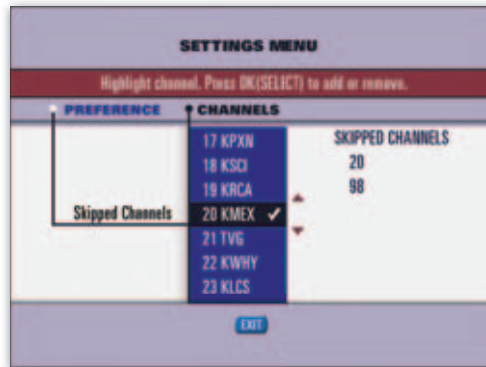 SETTINGS MENU
Highlight channel. Press OK(SELECT) to add or remove.
PREFERENCE
CHANNELS
17 KPXN
18 KSCI
19 KRCA
Skipped Channels
20 KMEX ✓
21 TVG
22 KWHY
23 KLCS
SKIPPED CHANNELS
20
98
EXIT